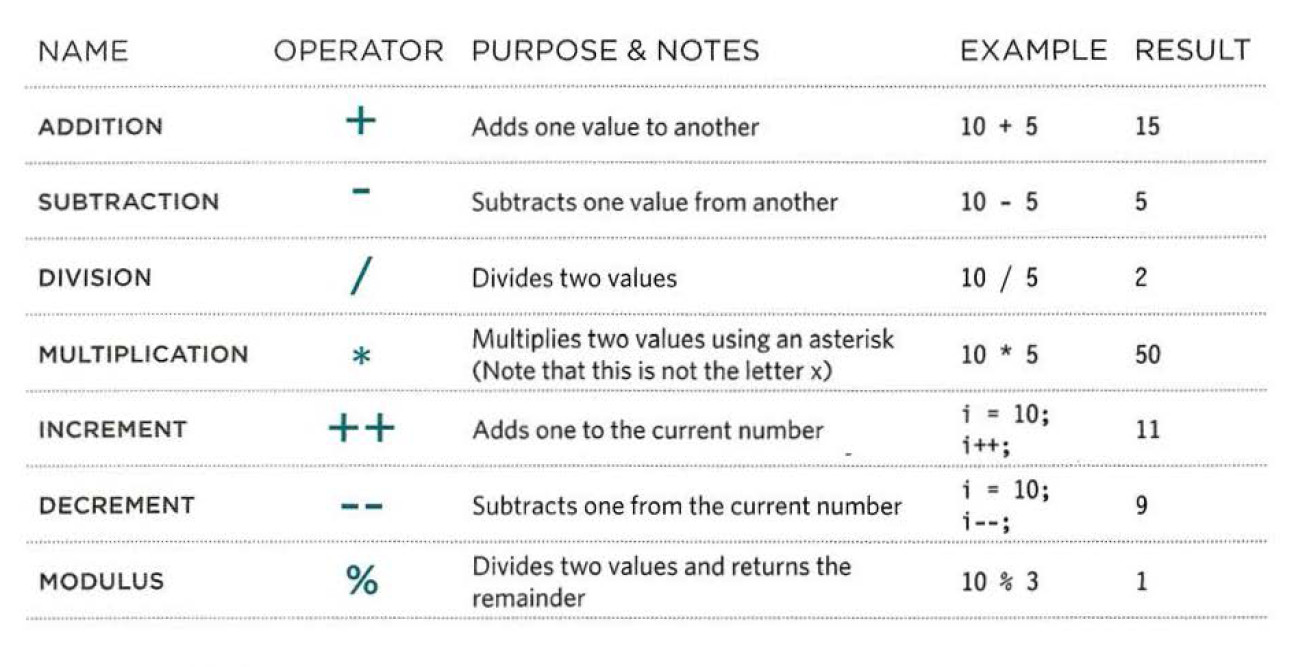 NAME OPERATOR PURPOSE & NOTES EXAMPLE RESULT
ADDITION + Adds one value to another 10 + 5 15
SUBTRACTION - Subtracts one value from another 10 - 5 5
DIVISION / Divides two values 10 / 5 2
MULTIPLICATION * Multiplies two values using an asterisk
(Note that this is not the letter x) 10 * 5 50
INCREMENT ++ Adds one to the current number i = 10;
i++; 11
DECREMENT -- Subtracts one from the current number i = 10;
i--; 9
MODULUS % Divides two values and returns the
remainder 10 % 3 1